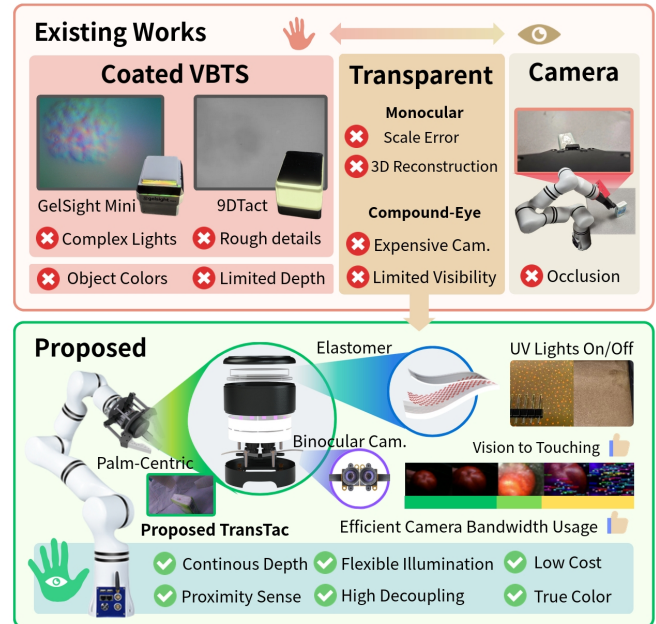 Existing Works
Coated VBTS
GelSight Mini
9DTact
Complex Lights
Rough details
Object Colors
Limited Depth
Transparent
Monocular
Scale Error
3D Reconstruction
Compound-Eye
Expensive Cam.
Limited Visibility
Camera
Occlusion
Proposed
Elastomer
UV Lights On/Off
Binocular Cam.
Vision to Touching
Palm-Centric
Proposed TransTac
Efficient Camera Bandwidth Usage
Continous Depth
Flexible Illumination
Low Cost
Proximity Sense
High Decoupling
True Color